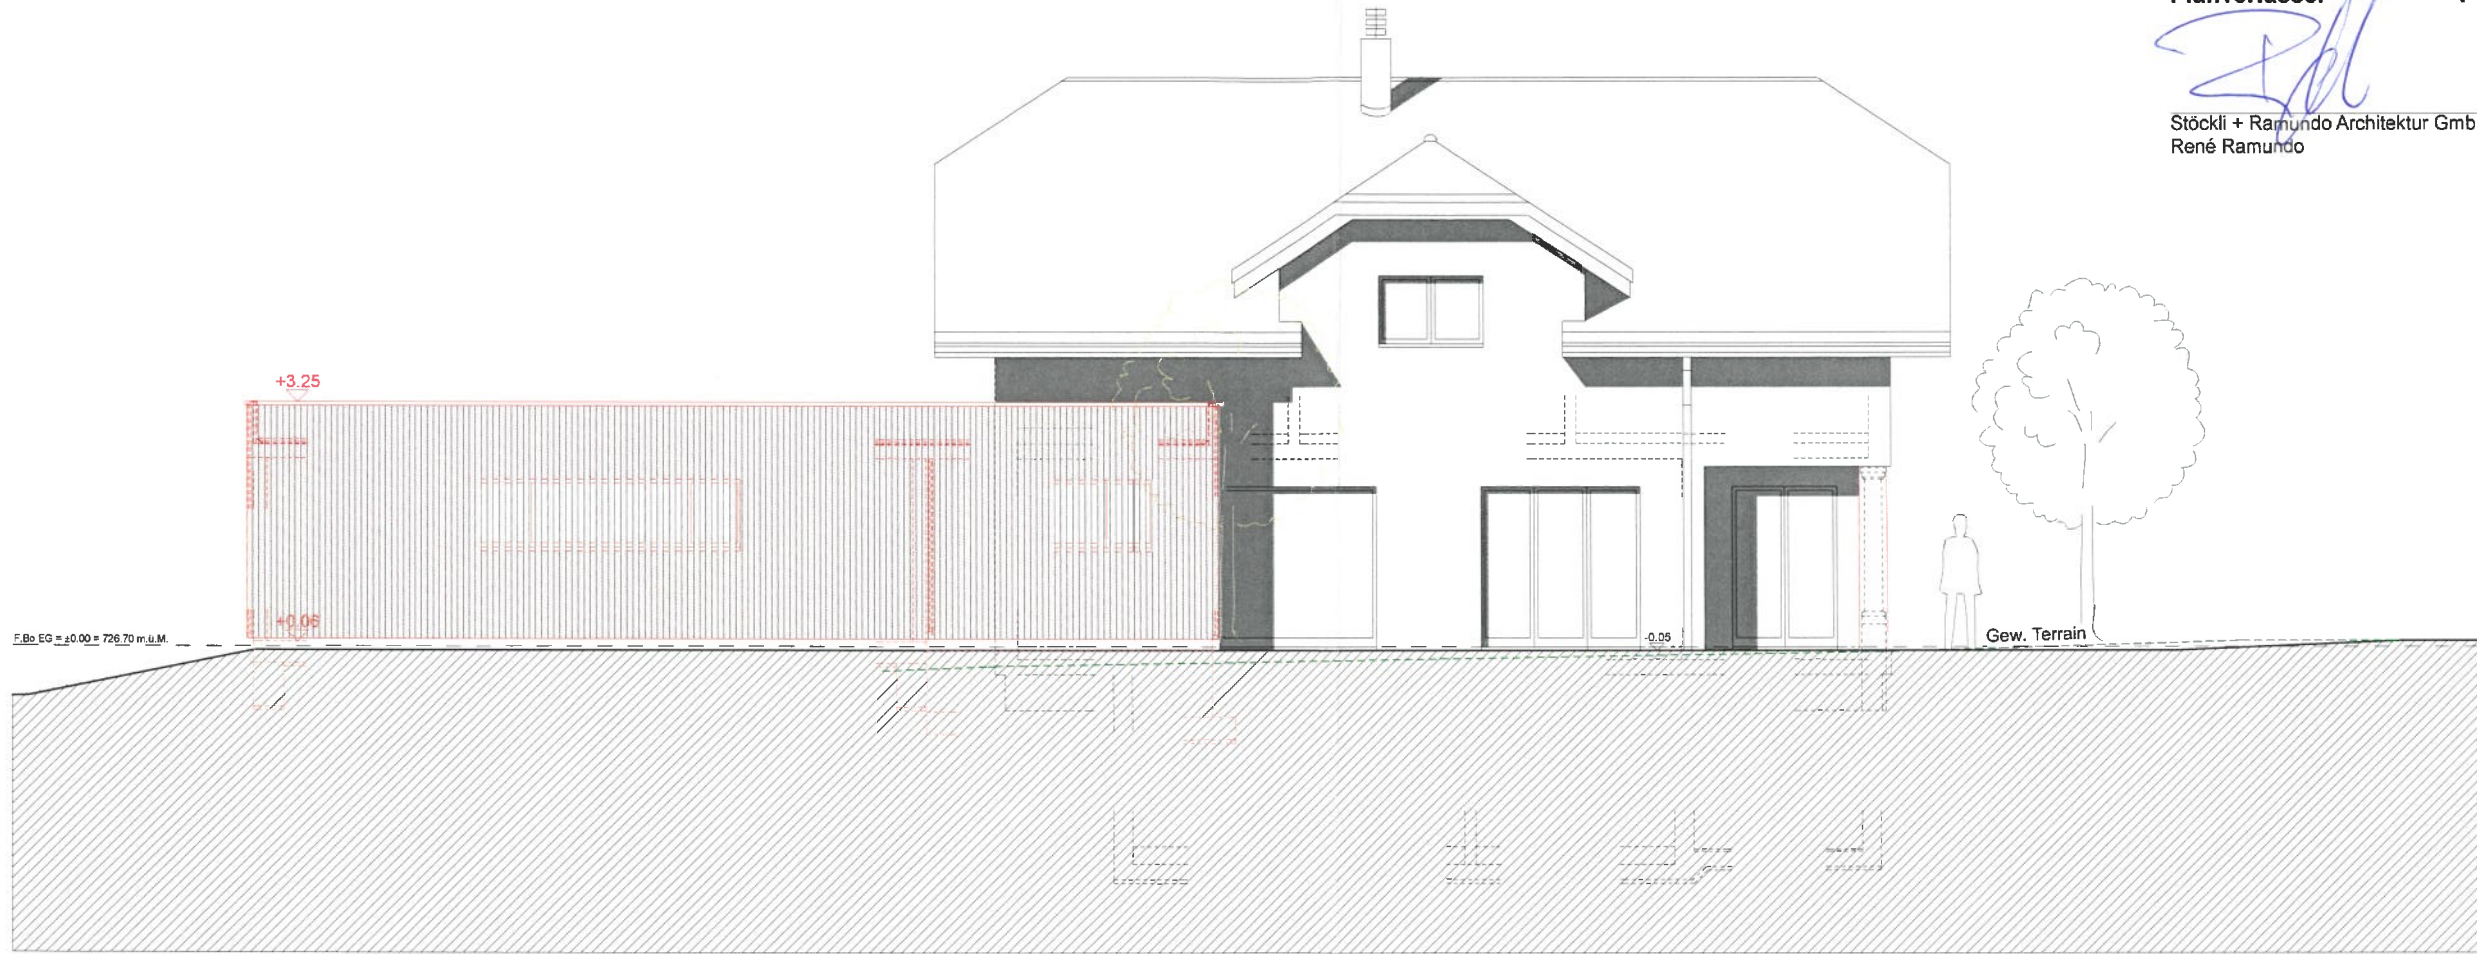 Stöckli + Ramundo Architektur Gmb
René Ramundo
+3.25
+0.06
F.Bo EG = ±0.00 = 726.70 m.ü.M.
-0.05
Gew. Terrain